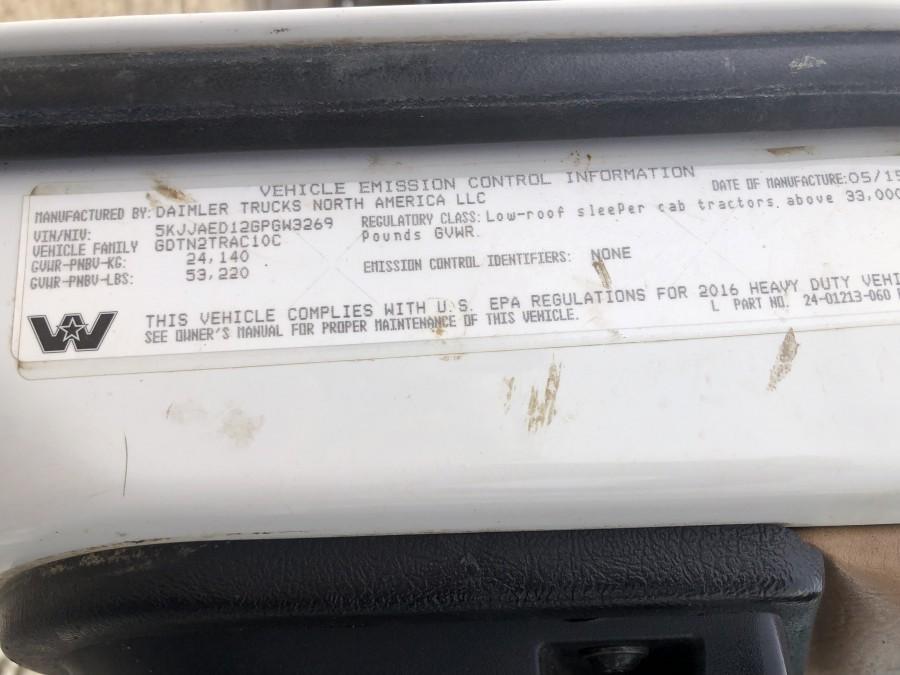 VEHICLE EMISSION CONTROL INFORMATION
DATE OF MANUFACTURE:05/15
MANUFACTURED BY: DAIMLER TRUCKS NORTH AMERICA LLC
VIN/NIV: 5KJJAED12GPGW3269
VEHICLE FAMILY GDTN2TRAC10C
GVWR-PNBV-KG: 24,140
GVWR-PNBV-LBS: 53,220
REGULATORY CLASS: Low-roof sleeper cab tractors, above 33,000
Pounds GVWR.
EMISSION CONTROL IDENTIFIERS: NONE
THIS VEHICLE COMPLIES WITH U.S. EPA REGULATIONS FOR 2016 HEAVY DUTY VEHI
SEE OWNER'S MANUAL FOR PROPER MAINTENANCE OF THIS VEHICLE.
L PART NO. 24-01213-060
W